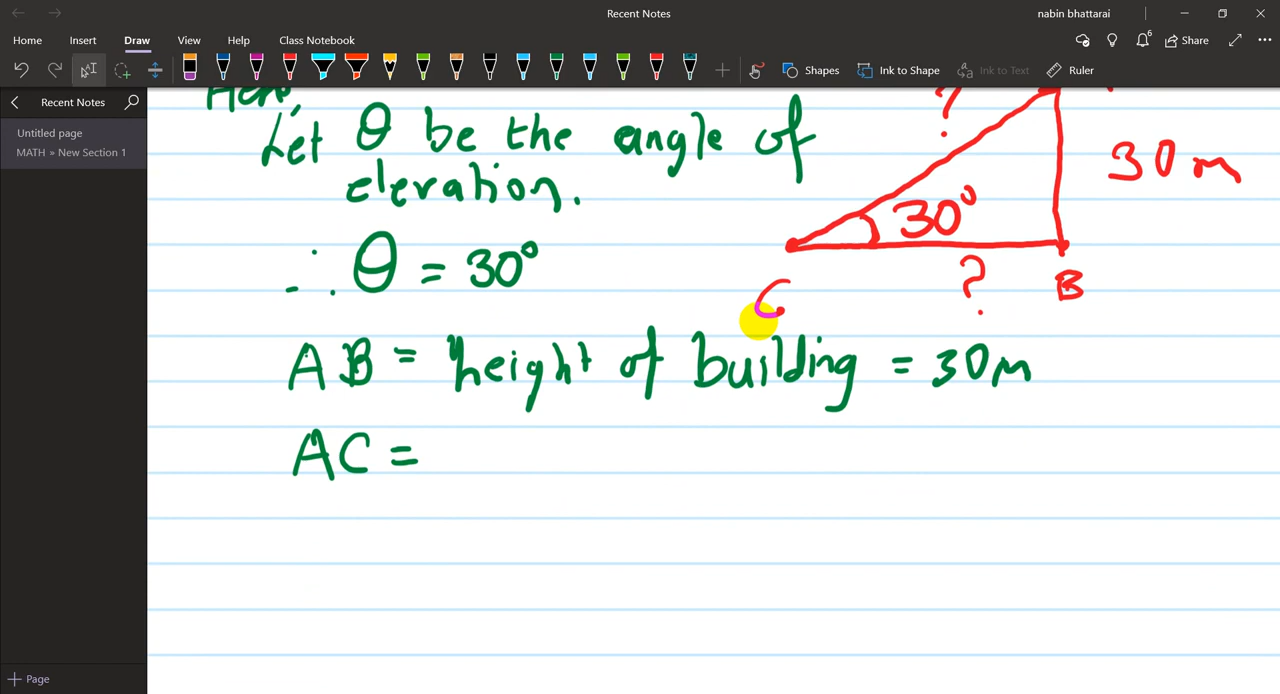 Recent Notes
nabin bhattarai
Home Insert Draw View Help Class Notebook
6
Share
Shapes Ink to Shape Ink to Text Ruler
Recent Notes
Untitled page
MATH » New Section 1
Let θ be the angle of
elevation.
∴ θ = 30°
AB = height of building = 30m
AC =
?
30 m
30°
?
B
C
Page